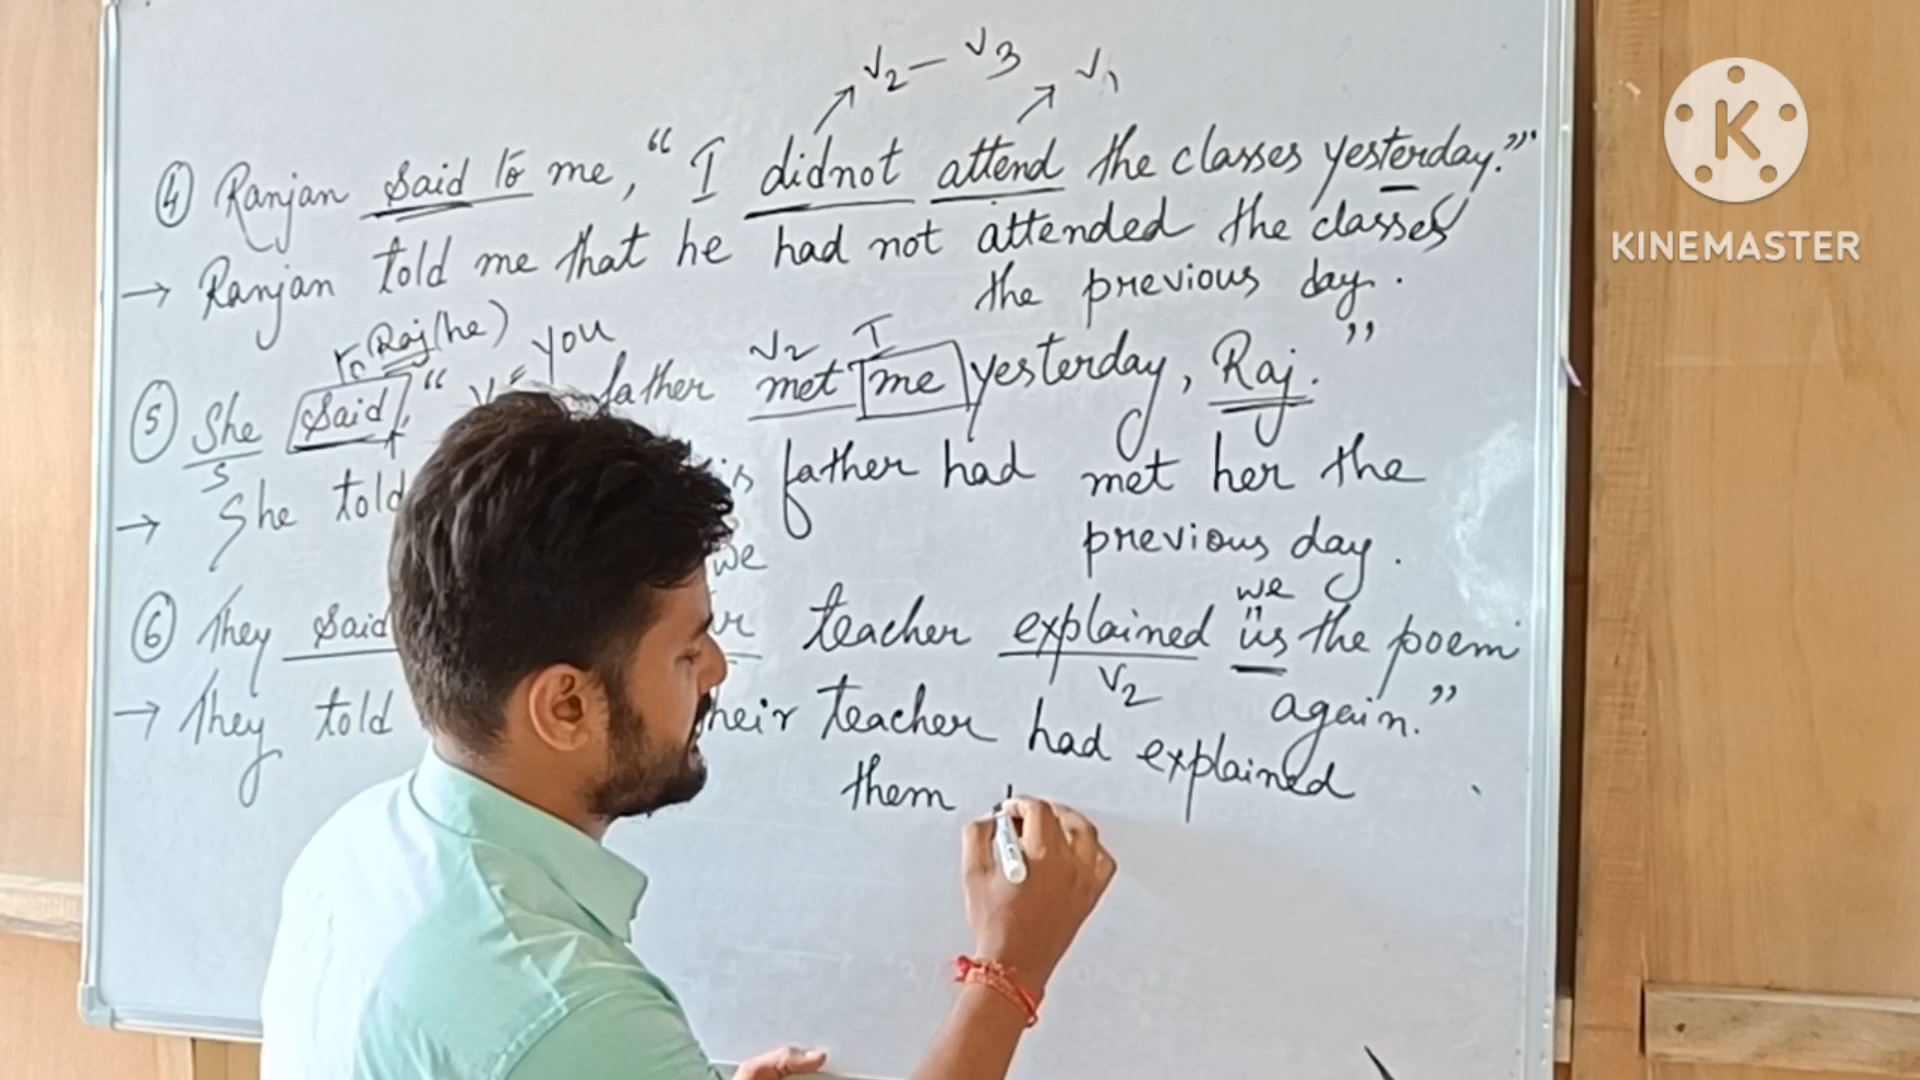 V2 - V3 V1
④ Ranjan said to me, “I didnot attend the classes yesterday.”
→ Ranjan told me that he had not attended the classes
the previous day.
to Raj(he) you V2 I
⑤ She said, “ father met me yesterday, Raj.”
S
→ She told father had met her the
previous day.
we we
⑥ They said teacher explained us the poem
V2 again.”
→ They told their teacher had explained
them
K
KINEMASTER